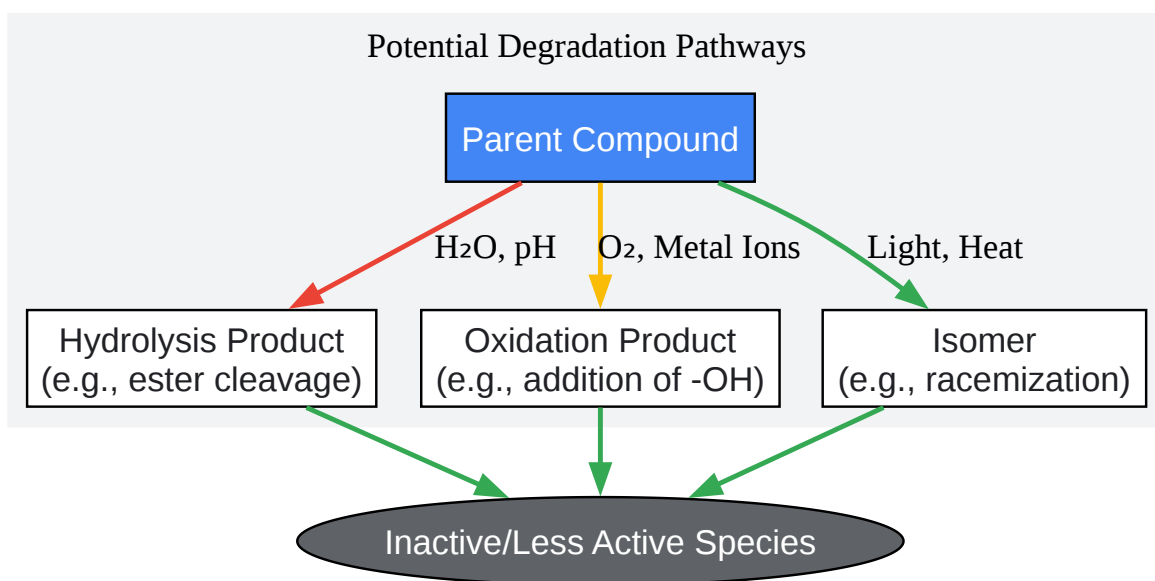 Potential Degradation Pathways
Parent Compound
H₂O, pH
O₂, Metal Ions
Light, Heat
Hydrolysis Product
(e.g., ester cleavage)
Oxidation Product
(e.g., addition of -OH)
Isomer
(e.g., racemization)
Inactive/Less Active Species